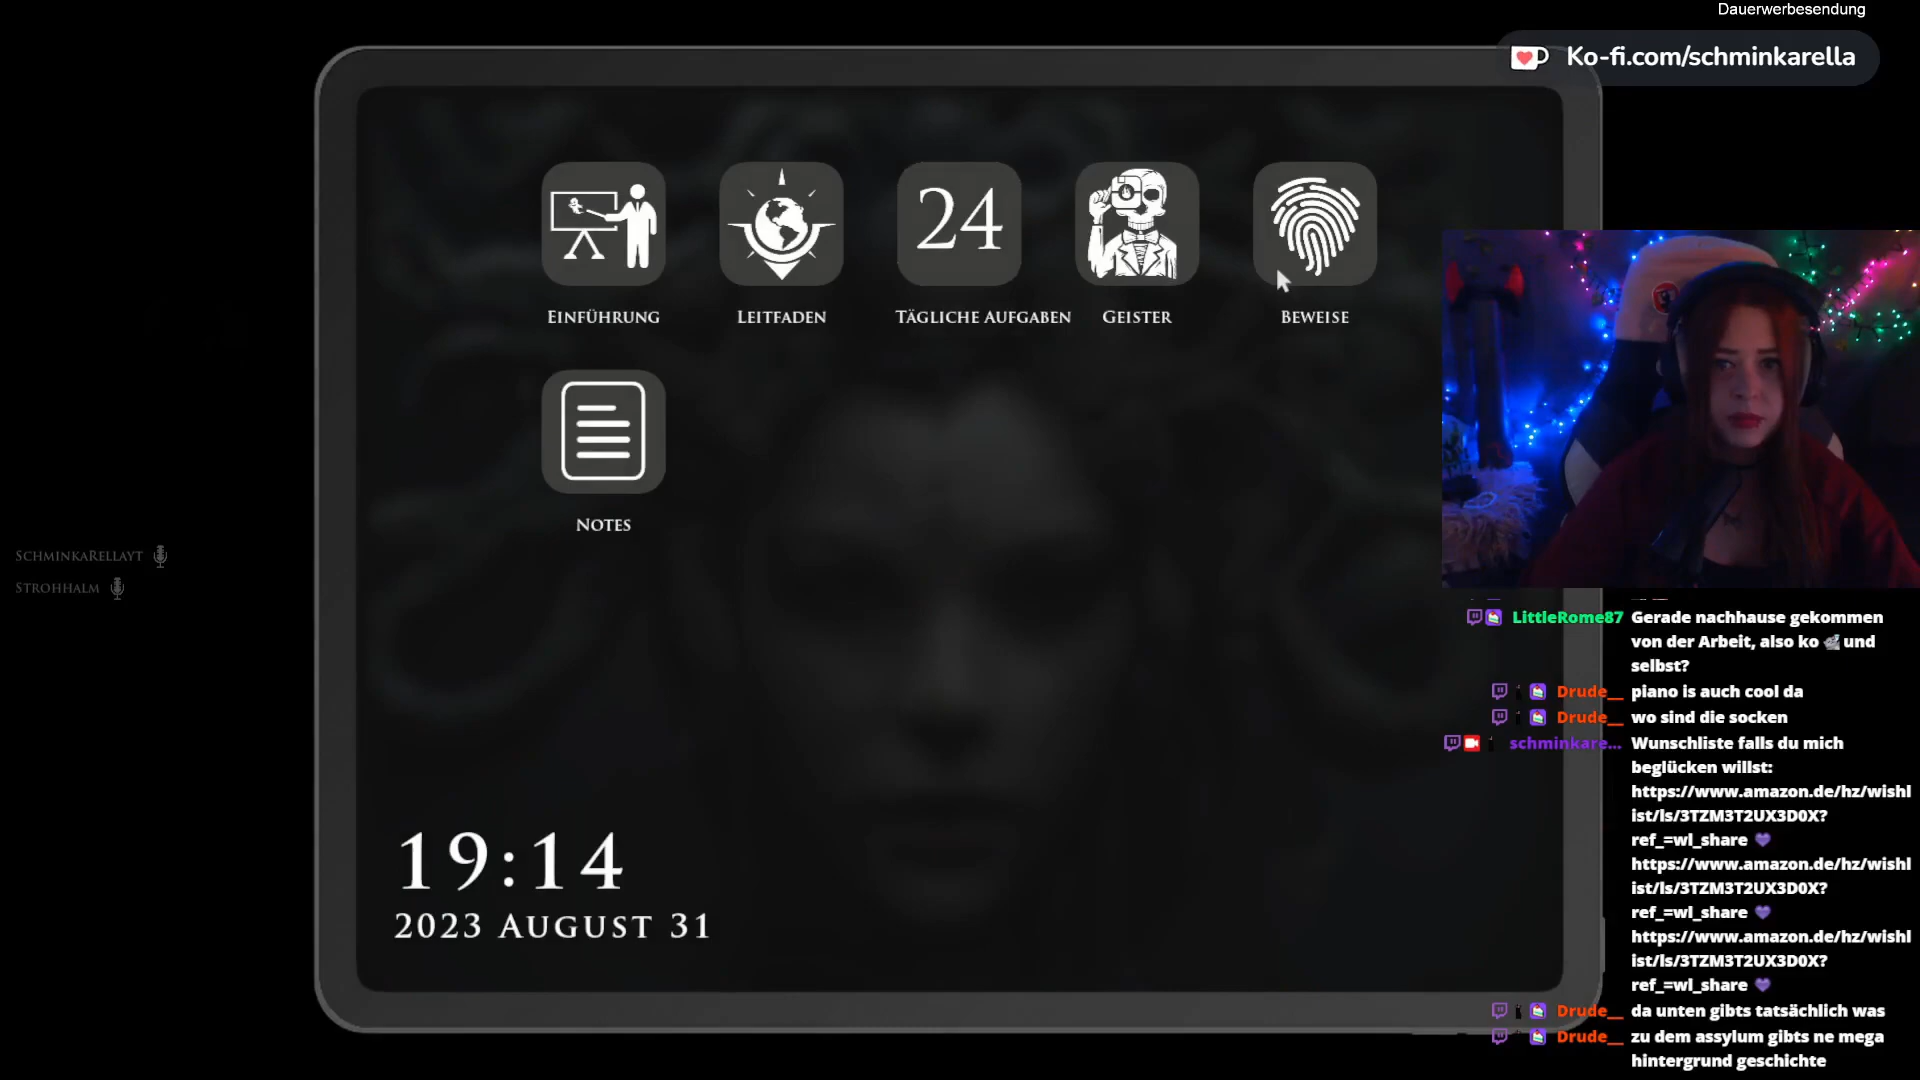 Dauerwerbesendung
Ko-fi.com/schminkarella
24
EINFÜHRUNG
LEITFADEN
TÄGLICHE AUFGABEN
GEISTER
BEWEISE
NOTES
SCHMINKARELLAYT
STROHHALM
19:14
2023 AUGUST 31
LittleRome87 Gerade nachhause gekommen
von der Arbeit, also ko und
selbst?
Drude__ piano is auch cool da
Drude__ wo sind die socken
schminkare... Wunschliste falls du mich
beglücken willst:
https://www.amazon.de/hz/wishl
ist/ls/3TZM3T2UX3D0X?
ref_=wl_share 💜
https://www.amazon.de/hz/wishl
ist/ls/3TZM3T2UX3D0X?
ref_=wl_share 💜
https://www.amazon.de/hz/wishl
ist/ls/3TZM3T2UX3D0X?
ref_=wl_share 💜
Drude__ da unten gibts tatsächlich was
Drude__ zu dem assylum gibts ne mega
hintergrund geschichte